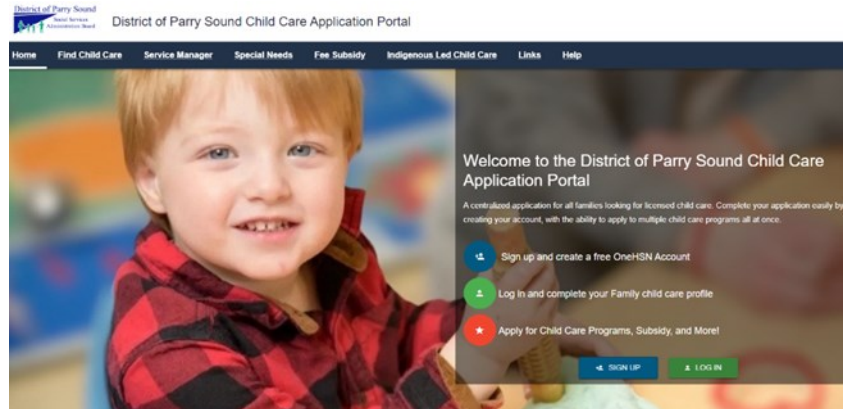 District of Parry Sound
Social Services
Administration Board
District of Parry Sound Child Care Application Portal
Home Find Child Care Service Manager Special Needs Fee Subsidy Indigenous Led Child Care Links Help
Welcome to the District of Parry Sound Child Care
Application Portal
A centralized application for all families looking for licensed child care. Complete your application easily by
creating your account, with the ability to apply to multiple child care programs all at once.
Sign up and create a free OneHSN Account
Log in and complete your Family child care profile
Apply for Child Care Programs, Subsidy, and More!
SIGN UP LOG IN